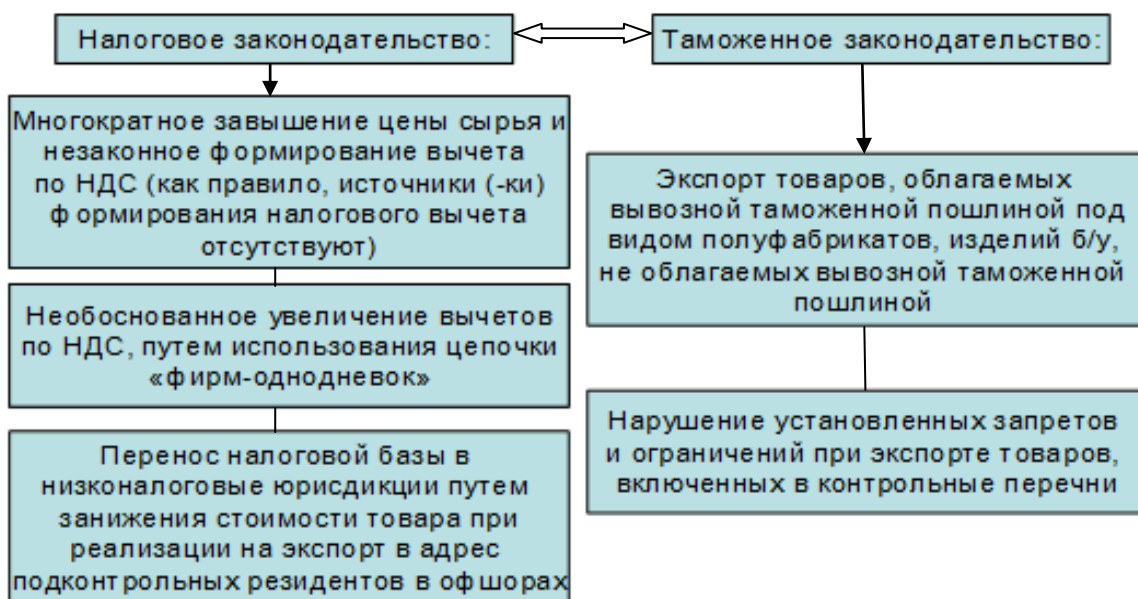 Налоговое законодательство:
Таможенное законодательство:
Многократное завышение цены сырья и
незаконное формирование вычета
по НДС (как правило, источники (-ки)
формирования налогового вычета
отсутствуют)
Необоснованное увеличение вычетов
по НДС, путем использования цепочки
«фирм-однодневок»
Перенос налоговой базы в
низконалоговые юрисдикции путем
занижения стоимости товара при
реализации на экспорт в адрес
подконтрольных резидентов в офшорах
Экспорт товаров, облагаемых
вывозной таможенной пошлиной под
видом полуфабрикатов, изделий б/у,
не облагаемых вывозной таможенной
пошлиной
Нарушение установленных запретов
и ограничений при экспорте товаров,
включенных в контрольные перечни